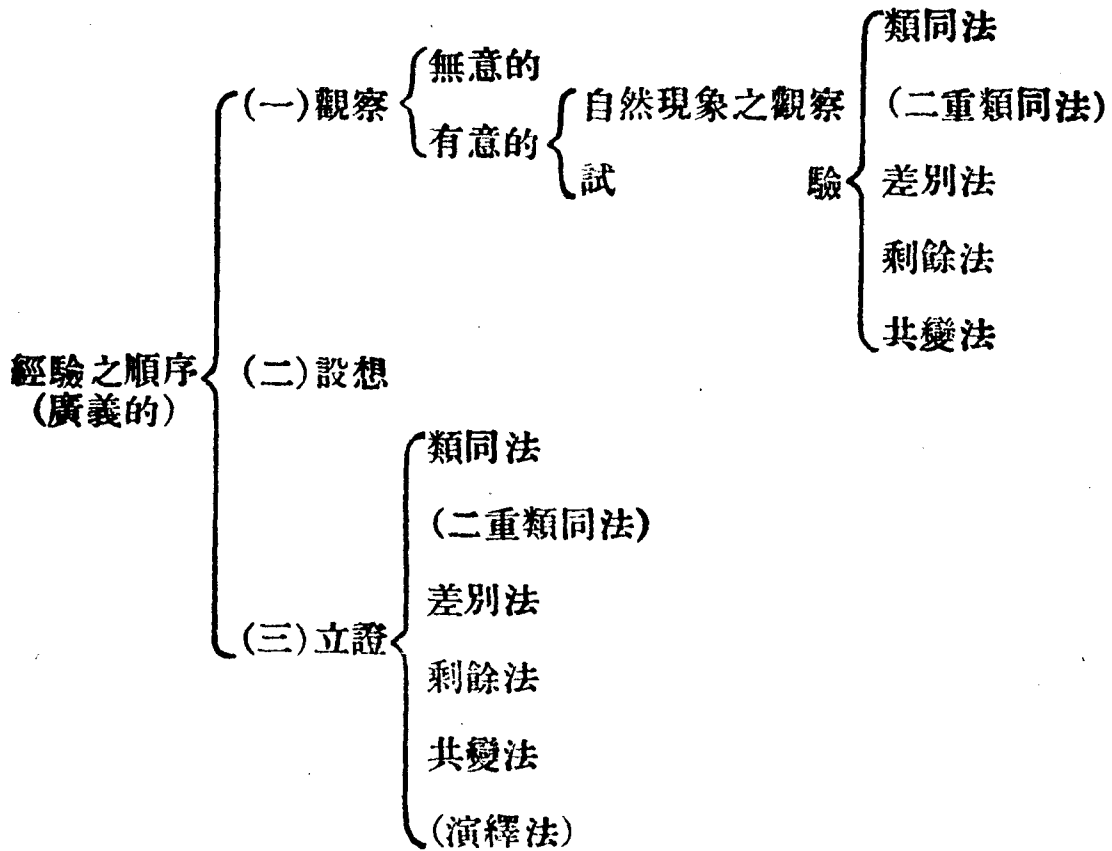 經驗之順序
(廣義的)
(一)觀察
無意的
有意的
自然現象之觀察
試驗
類同法
(二重類同法)
差別法
剩餘法
共變法
(二)設想
(三)立證
類同法
(二重類同法)
差別法
剩餘法
共變法
(演繹法)